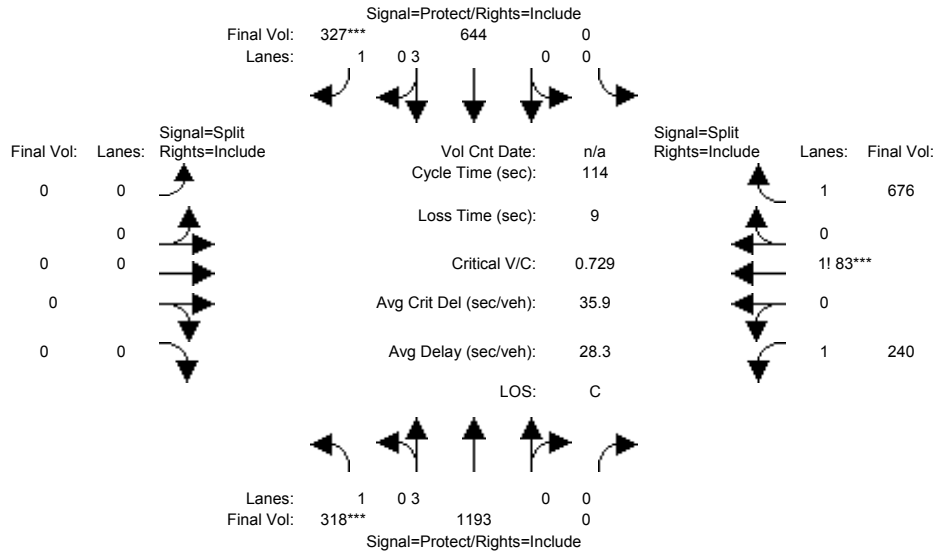 Signal=Protect/Rights=Include
Final Vol: 327*** 644 0
Lanes: 1 0 3 0 0
Signal=Split
Final Vol: Lanes: Rights=Include
Vol Cnt Date: n/a
Signal=Split
Rights=Include Lanes: Final Vol:
Cycle Time (sec): 114
0 0
1 676
Loss Time (sec): 9
0
0
0 0
Critical V/C: 0.729
1! 83***
0
Avg Crit Del (sec/veh): 35.9
0
0 0
Avg Delay (sec/veh): 28.3
1 240
LOS: C
Lanes: 1 0 3 0 0
Final Vol: 318*** 1193 0
Signal=Protect/Rights=Include